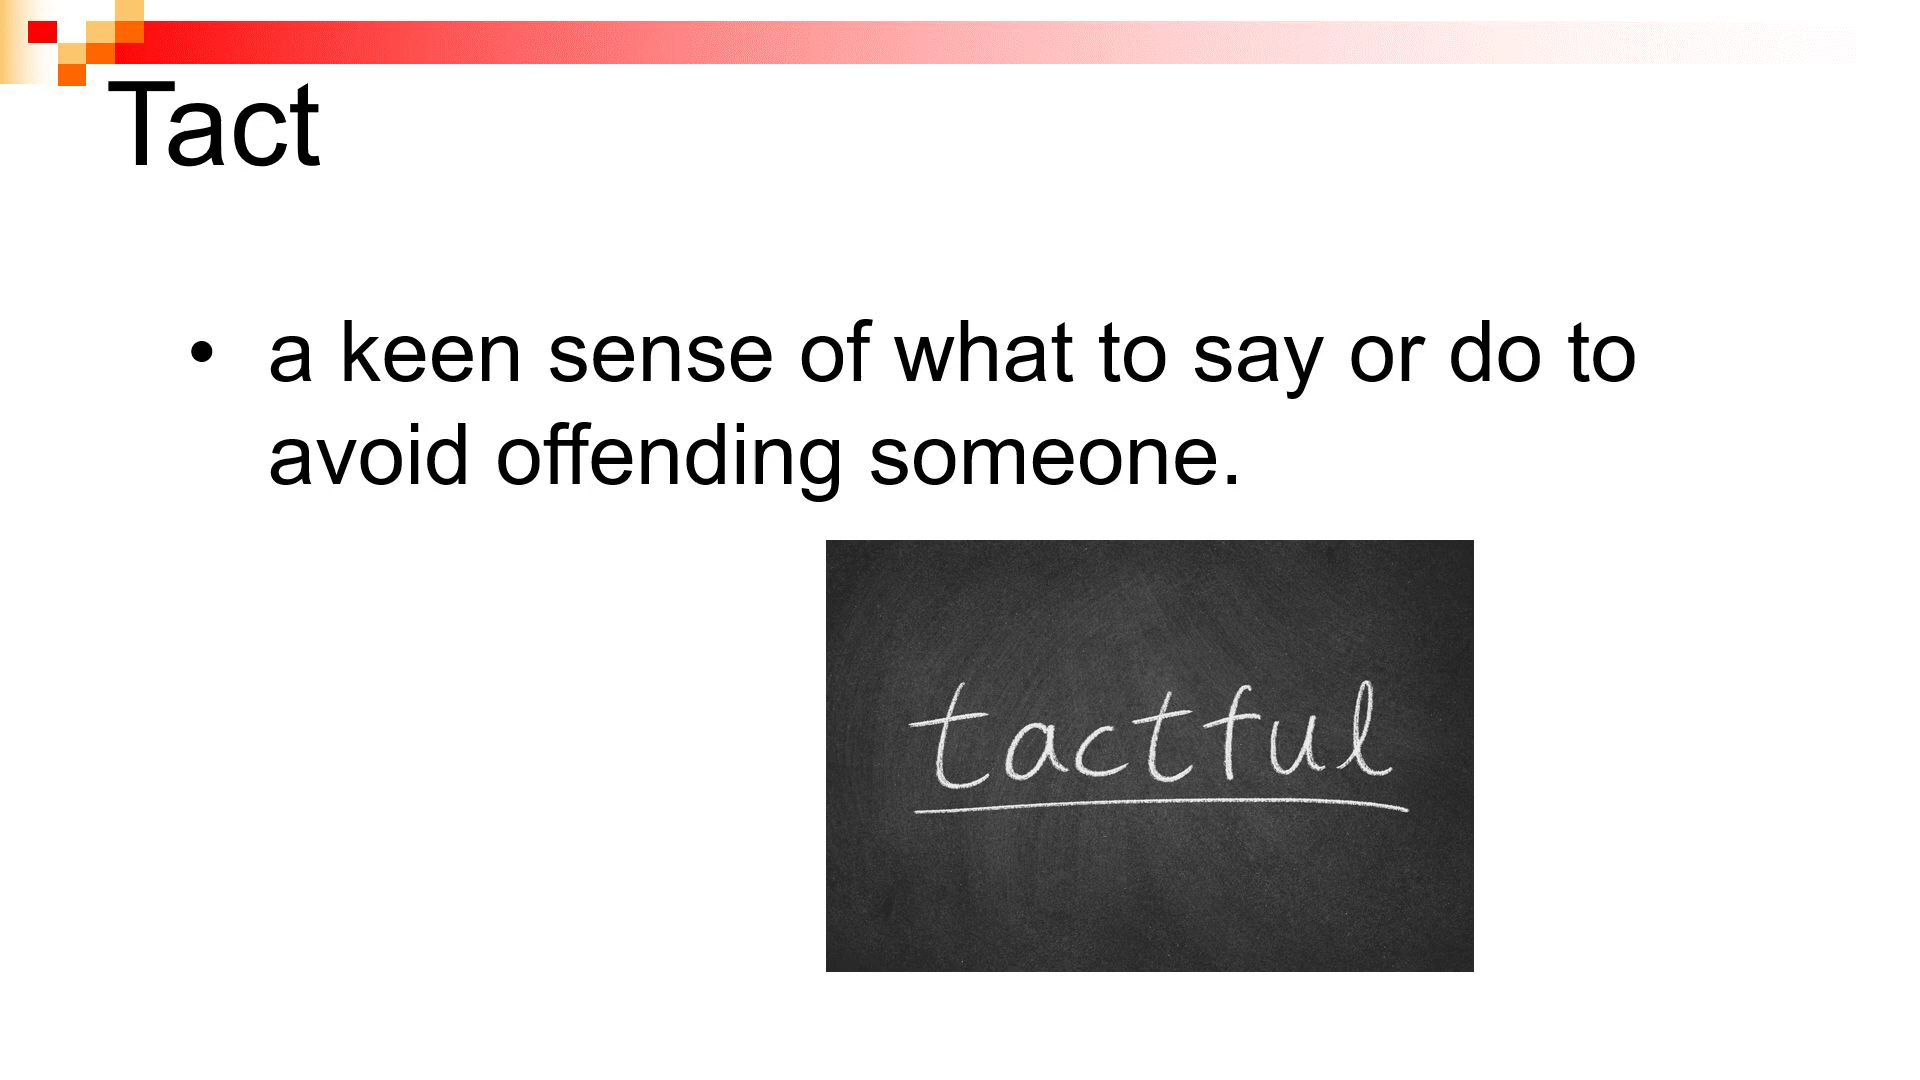 Tact
• a keen sense of what to say or do to
avoid offending someone.
tactful